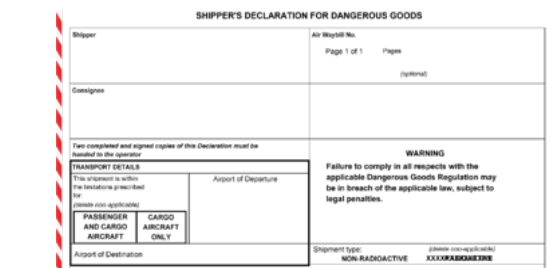 SHIPPER'S DECLARATION FOR DANGEROUS GOODS
Shipper
Air Waybill No.
Page 1 of 1 Pages
(optional)
Consignee
Two completed and signed copies of this Declaration must be
handed to the operator
TRANSPORT DETAILS
This shipment is within
the limitations prescribed
for:
(delete non-applicable)
PASSENGER
AND CARGO
AIRCRAFT
CARGO
AIRCRAFT
ONLY
Airport of Departure
Airport of Destination
WARNING
Failure to comply in all respects with the
applicable Dangerous Goods Regulation may
be in breach of the applicable law, subject to
legal penalties.
Shipment type:
(delete non-applicable)
NON-RADIOACTIVE